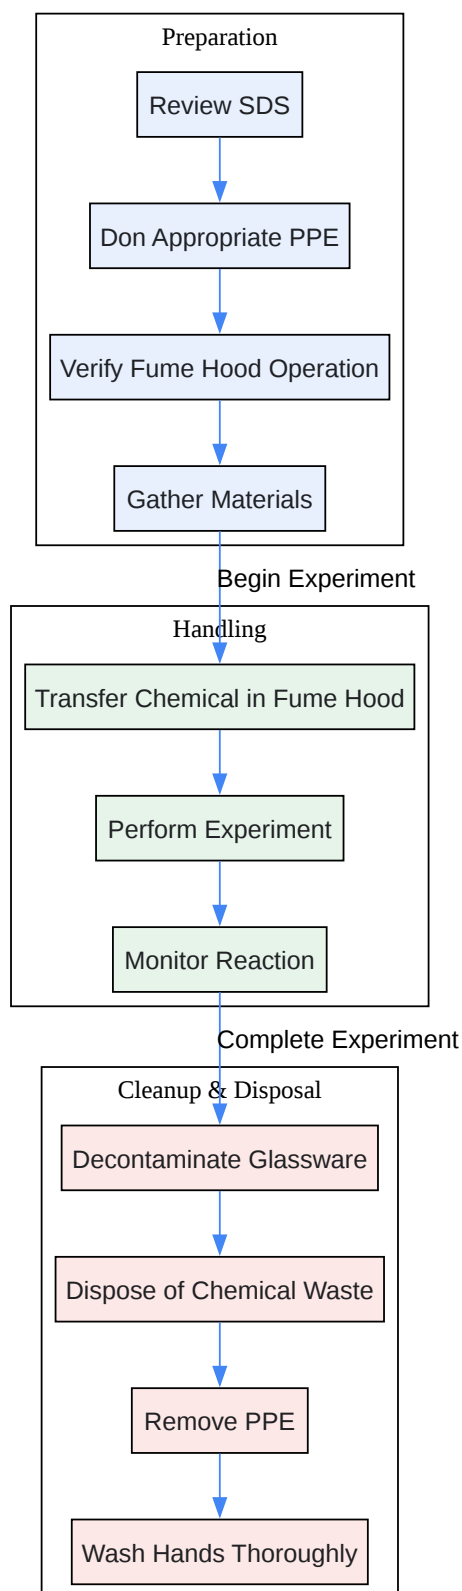 Preparation
Review SDS
Don Appropriate PPE
Verify Fume Hood Operation
Gather Materials
Begin Experiment
Handling
Transfer Chemical in Fume Hood
Perform Experiment
Monitor Reaction
Complete Experiment
Cleanup & Disposal
Decontaminate Glassware
Dispose of Chemical Waste
Remove PPE
Wash Hands Thoroughly